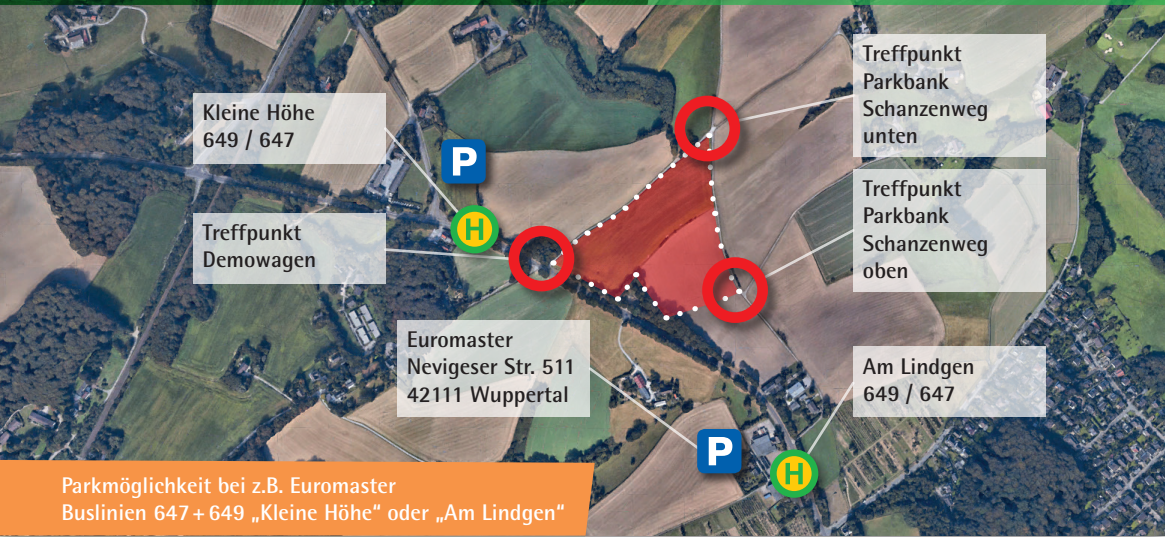 Kleine Höhe
649 / 647
P
H
Treffpunkt
Demowagen
Treffpunkt
Parkbank
Schanzenweg
unten
Treffpunkt
Parkbank
Schanzenweg
oben
Euromaster
Nevigeser Str. 511
42111 Wuppertal
Am Lindgen
649 / 647
P
H
Parkmöglichkeit bei z.B. Euromaster
Buslinien 647+649 „Kleine Höhe“ oder „Am Lindgen“